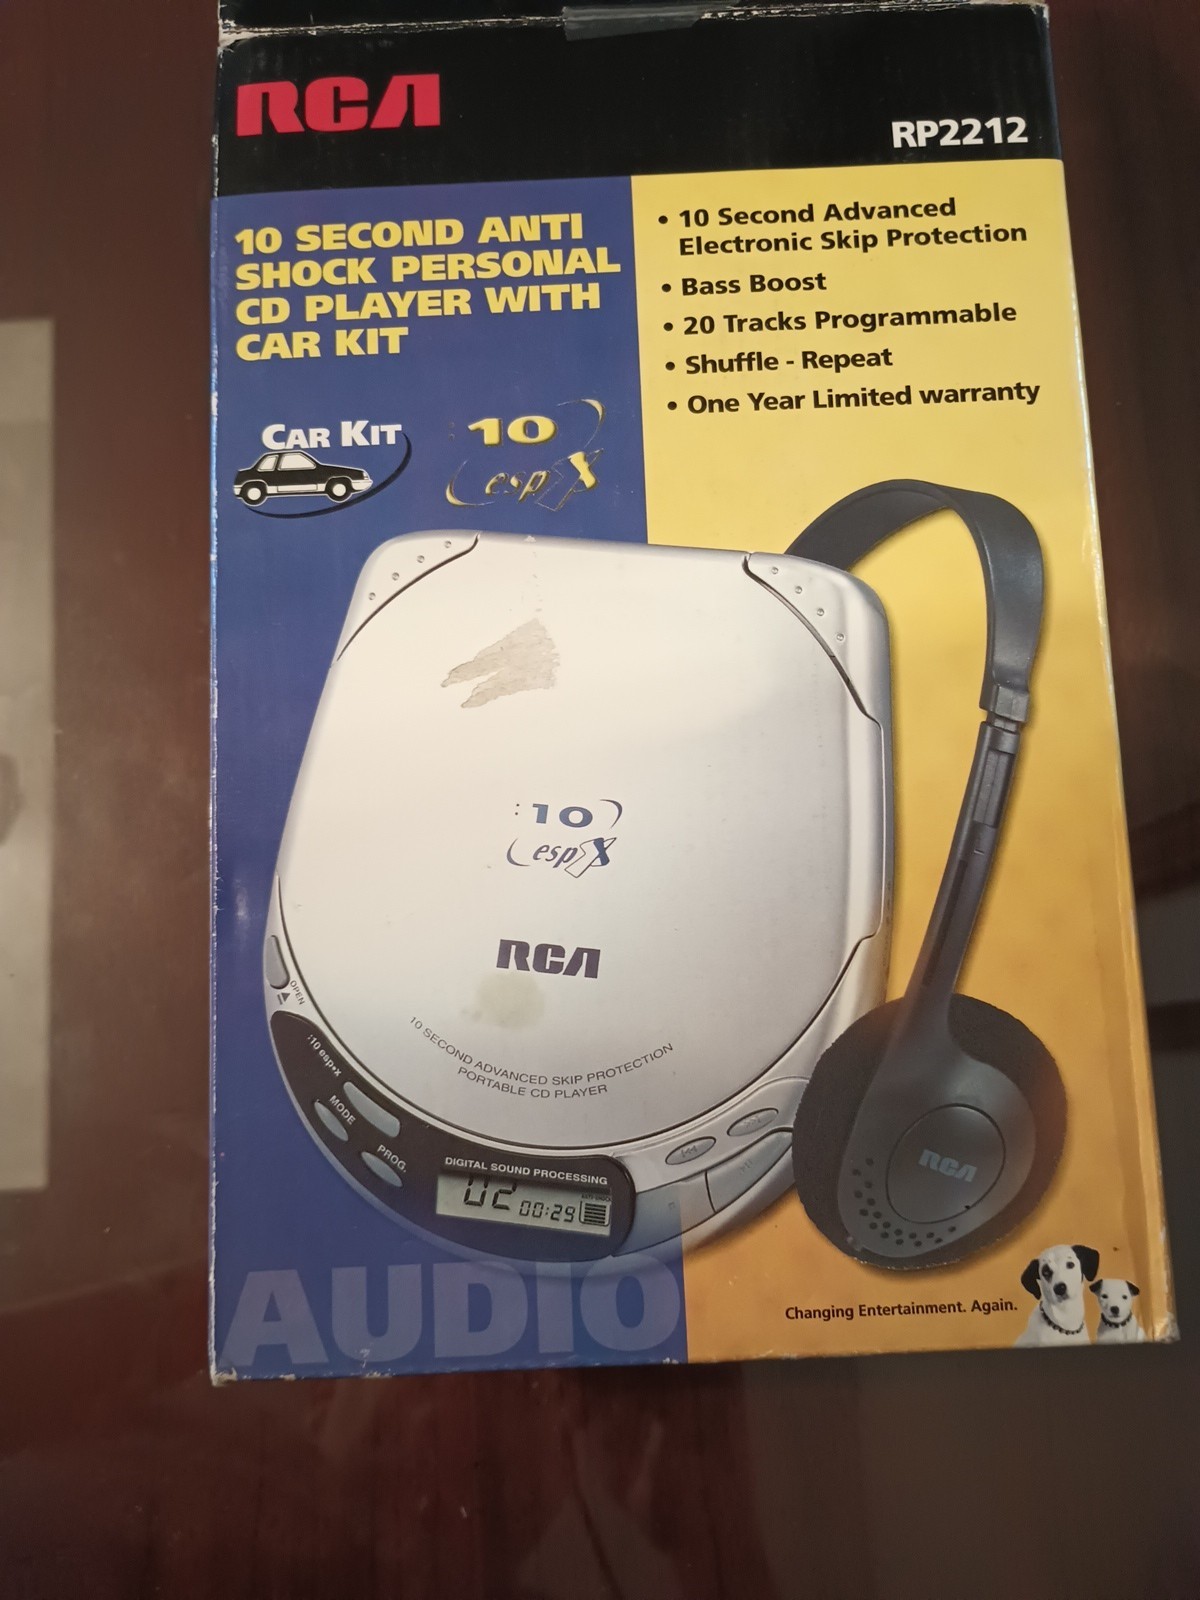 RCA
RP2212
10 SECOND ANTI
SHOCK PERSONAL
CD PLAYER WITH
CAR KIT
• 10 Second Advanced
Electronic Skip Protection
• Bass Boost
• 20 Tracks Programmable
• Shuffle - Repeat
• One Year Limited warranty
CAR KIT
:10
esp X
:10
esp X
RCA
10 SECOND ADVANCED SKIP PROTECTION
PORTABLE CD PLAYER
OPEN
:10 esp•x
MODE
PROG.
DIGITAL SOUND PROCESSING
02 00:29
RCA
AUDIO
Changing Entertainment. Again.